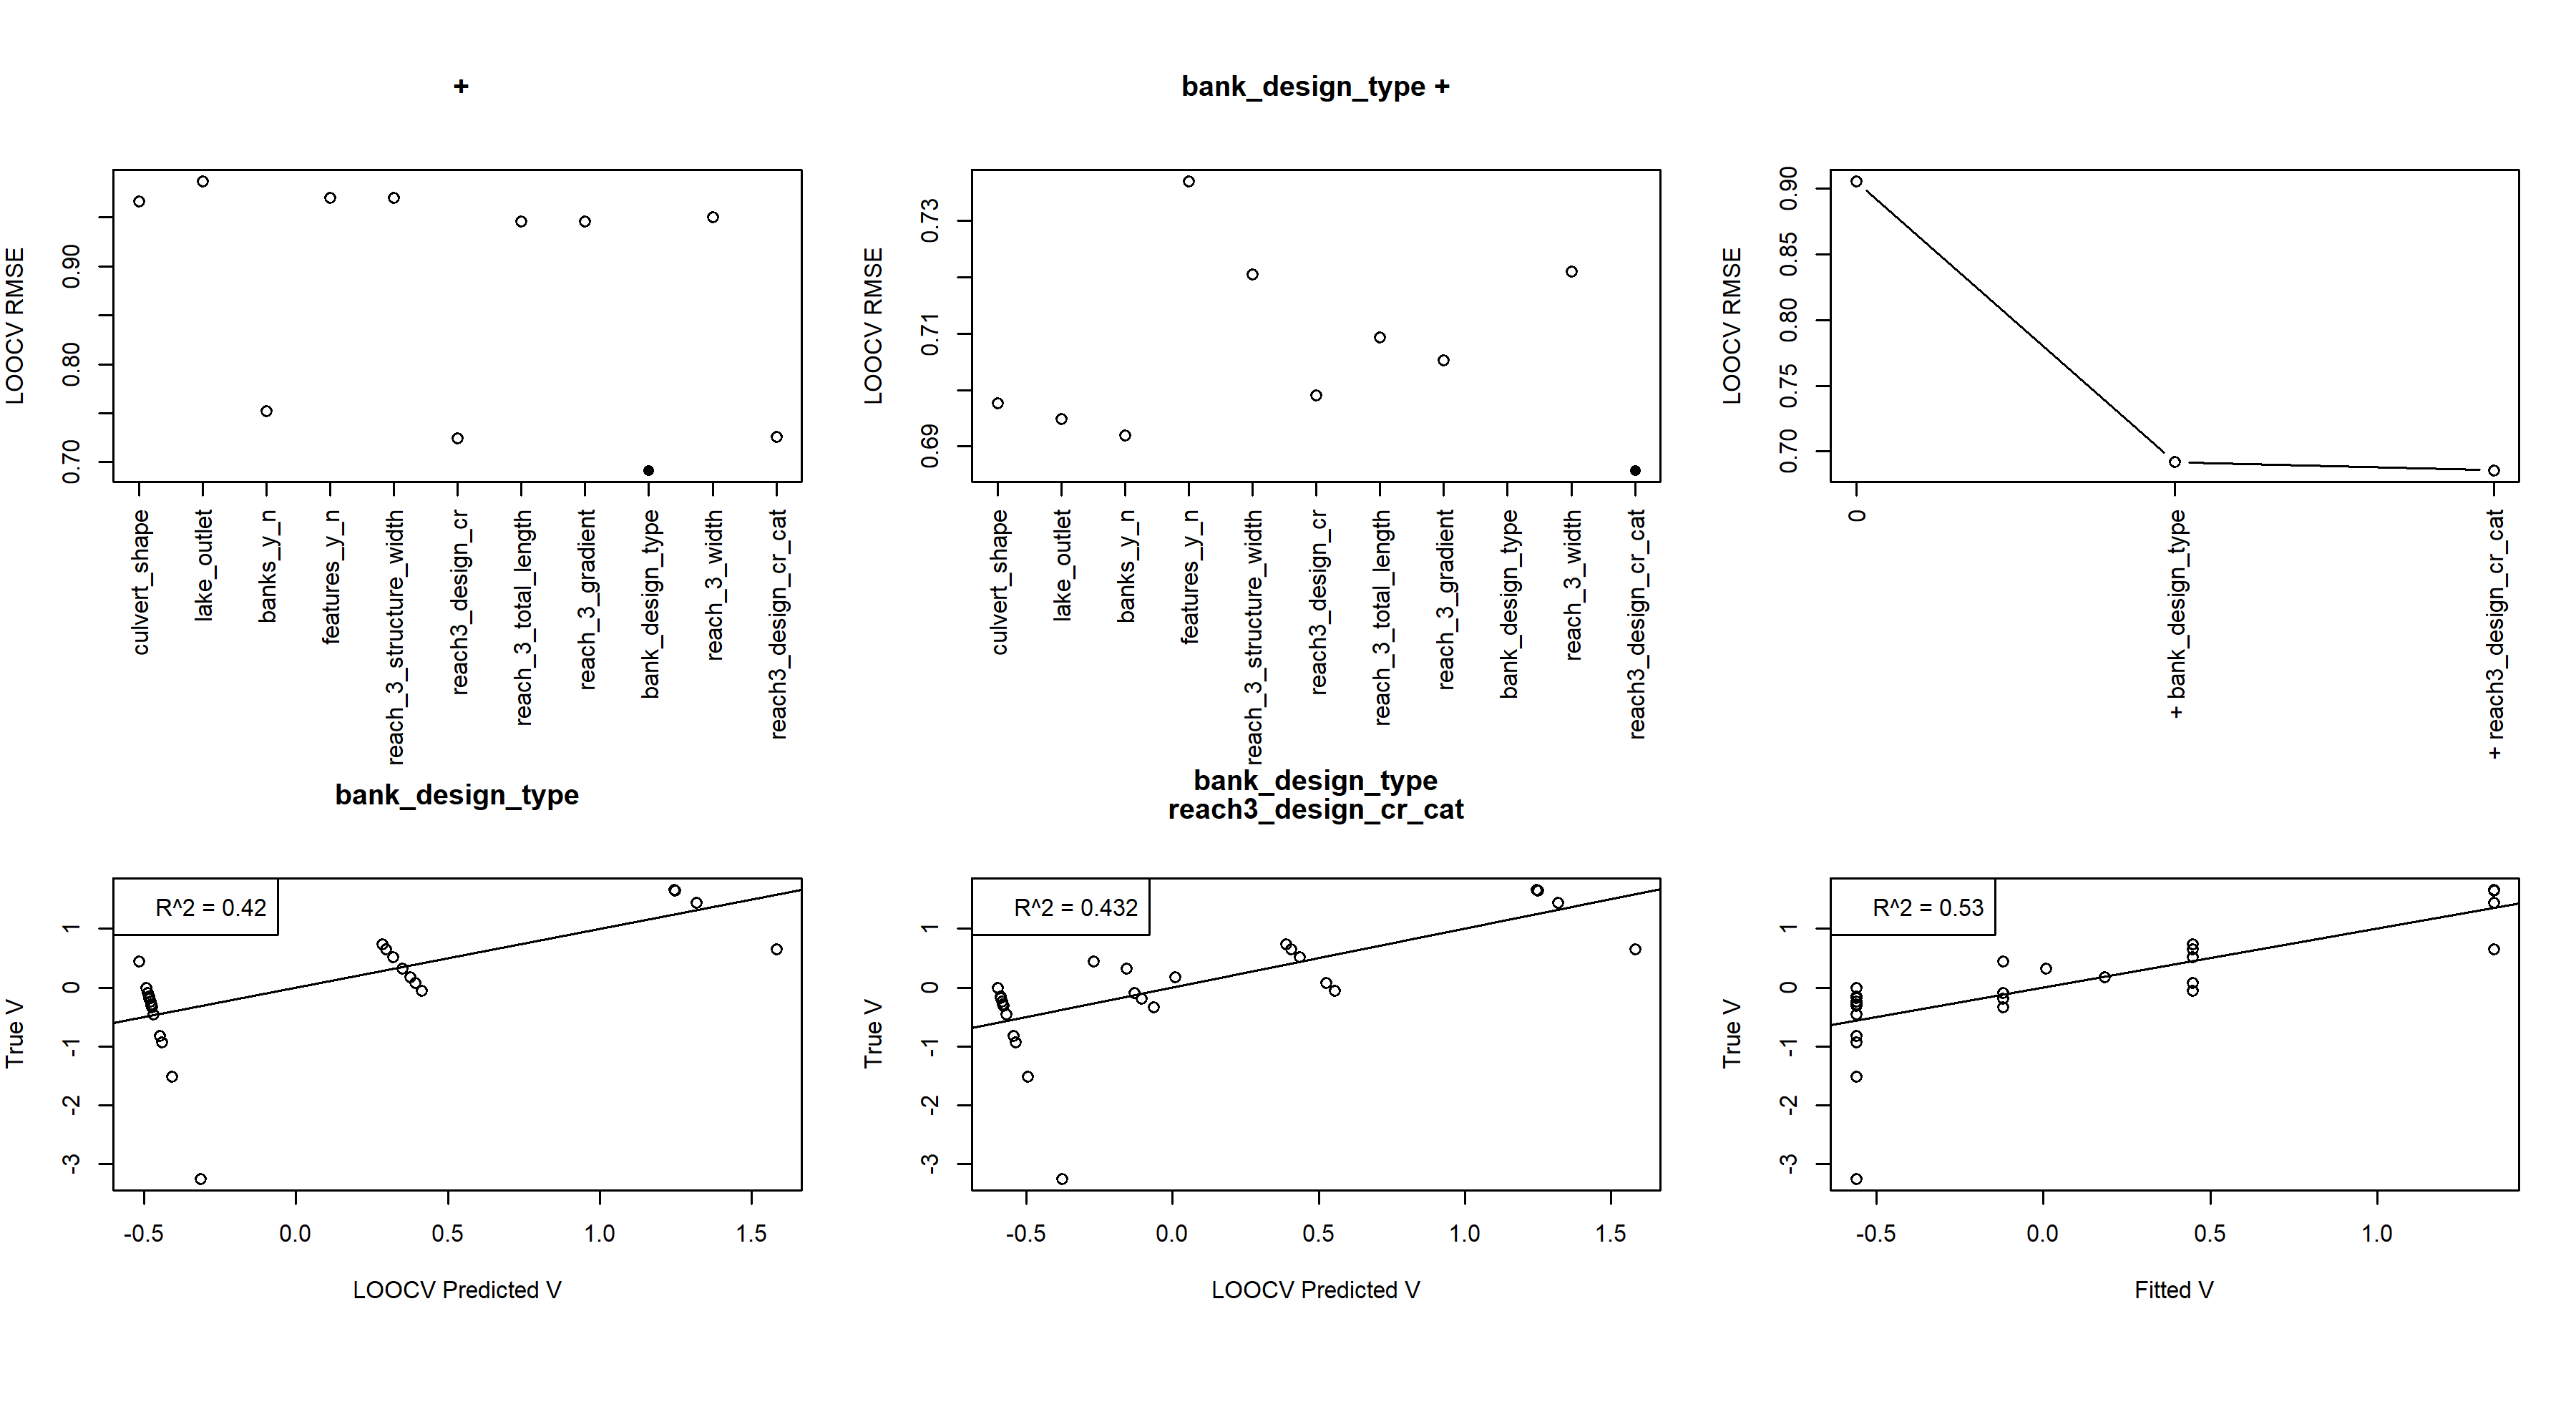 +
LOOCV RMSE
0.70
0.80
0.90
culvert_shape
lake_outlet
banks_y_n
features_y_n
reach_3_structure_width
reach3_design_cr
reach_3_total_length
reach_3_gradient
bank_design_type
reach_3_width
reach3_design_cr_cat
bank_design_type +
LOOCV RMSE
0.69
0.71
0.73
culvert_shape
lake_outlet
banks_y_n
features_y_n
reach_3_structure_width
reach3_design_cr
reach_3_total_length
reach_3_gradient
bank_design_type
reach_3_width
reach3_design_cr_cat
LOOCV RMSE
0.70
0.75
0.80
0.85
0.90
0
+ bank_design_type
+ reach3_design_cr_cat
bank_design_type
R^2 = 0.42
True V
-3
-2
-1
0
1
-0.5
0.0
0.5
1.0
1.5
LOOCV Predicted V
bank_design_type
reach3_design_cr_cat
R^2 = 0.432
True V
-3
-2
-1
0
1
-0.5
0.0
0.5
1.0
1.5
LOOCV Predicted V
R^2 = 0.53
True V
-3
-2
-1
0
1
-0.5
0.0
0.5
1.0
Fitted V